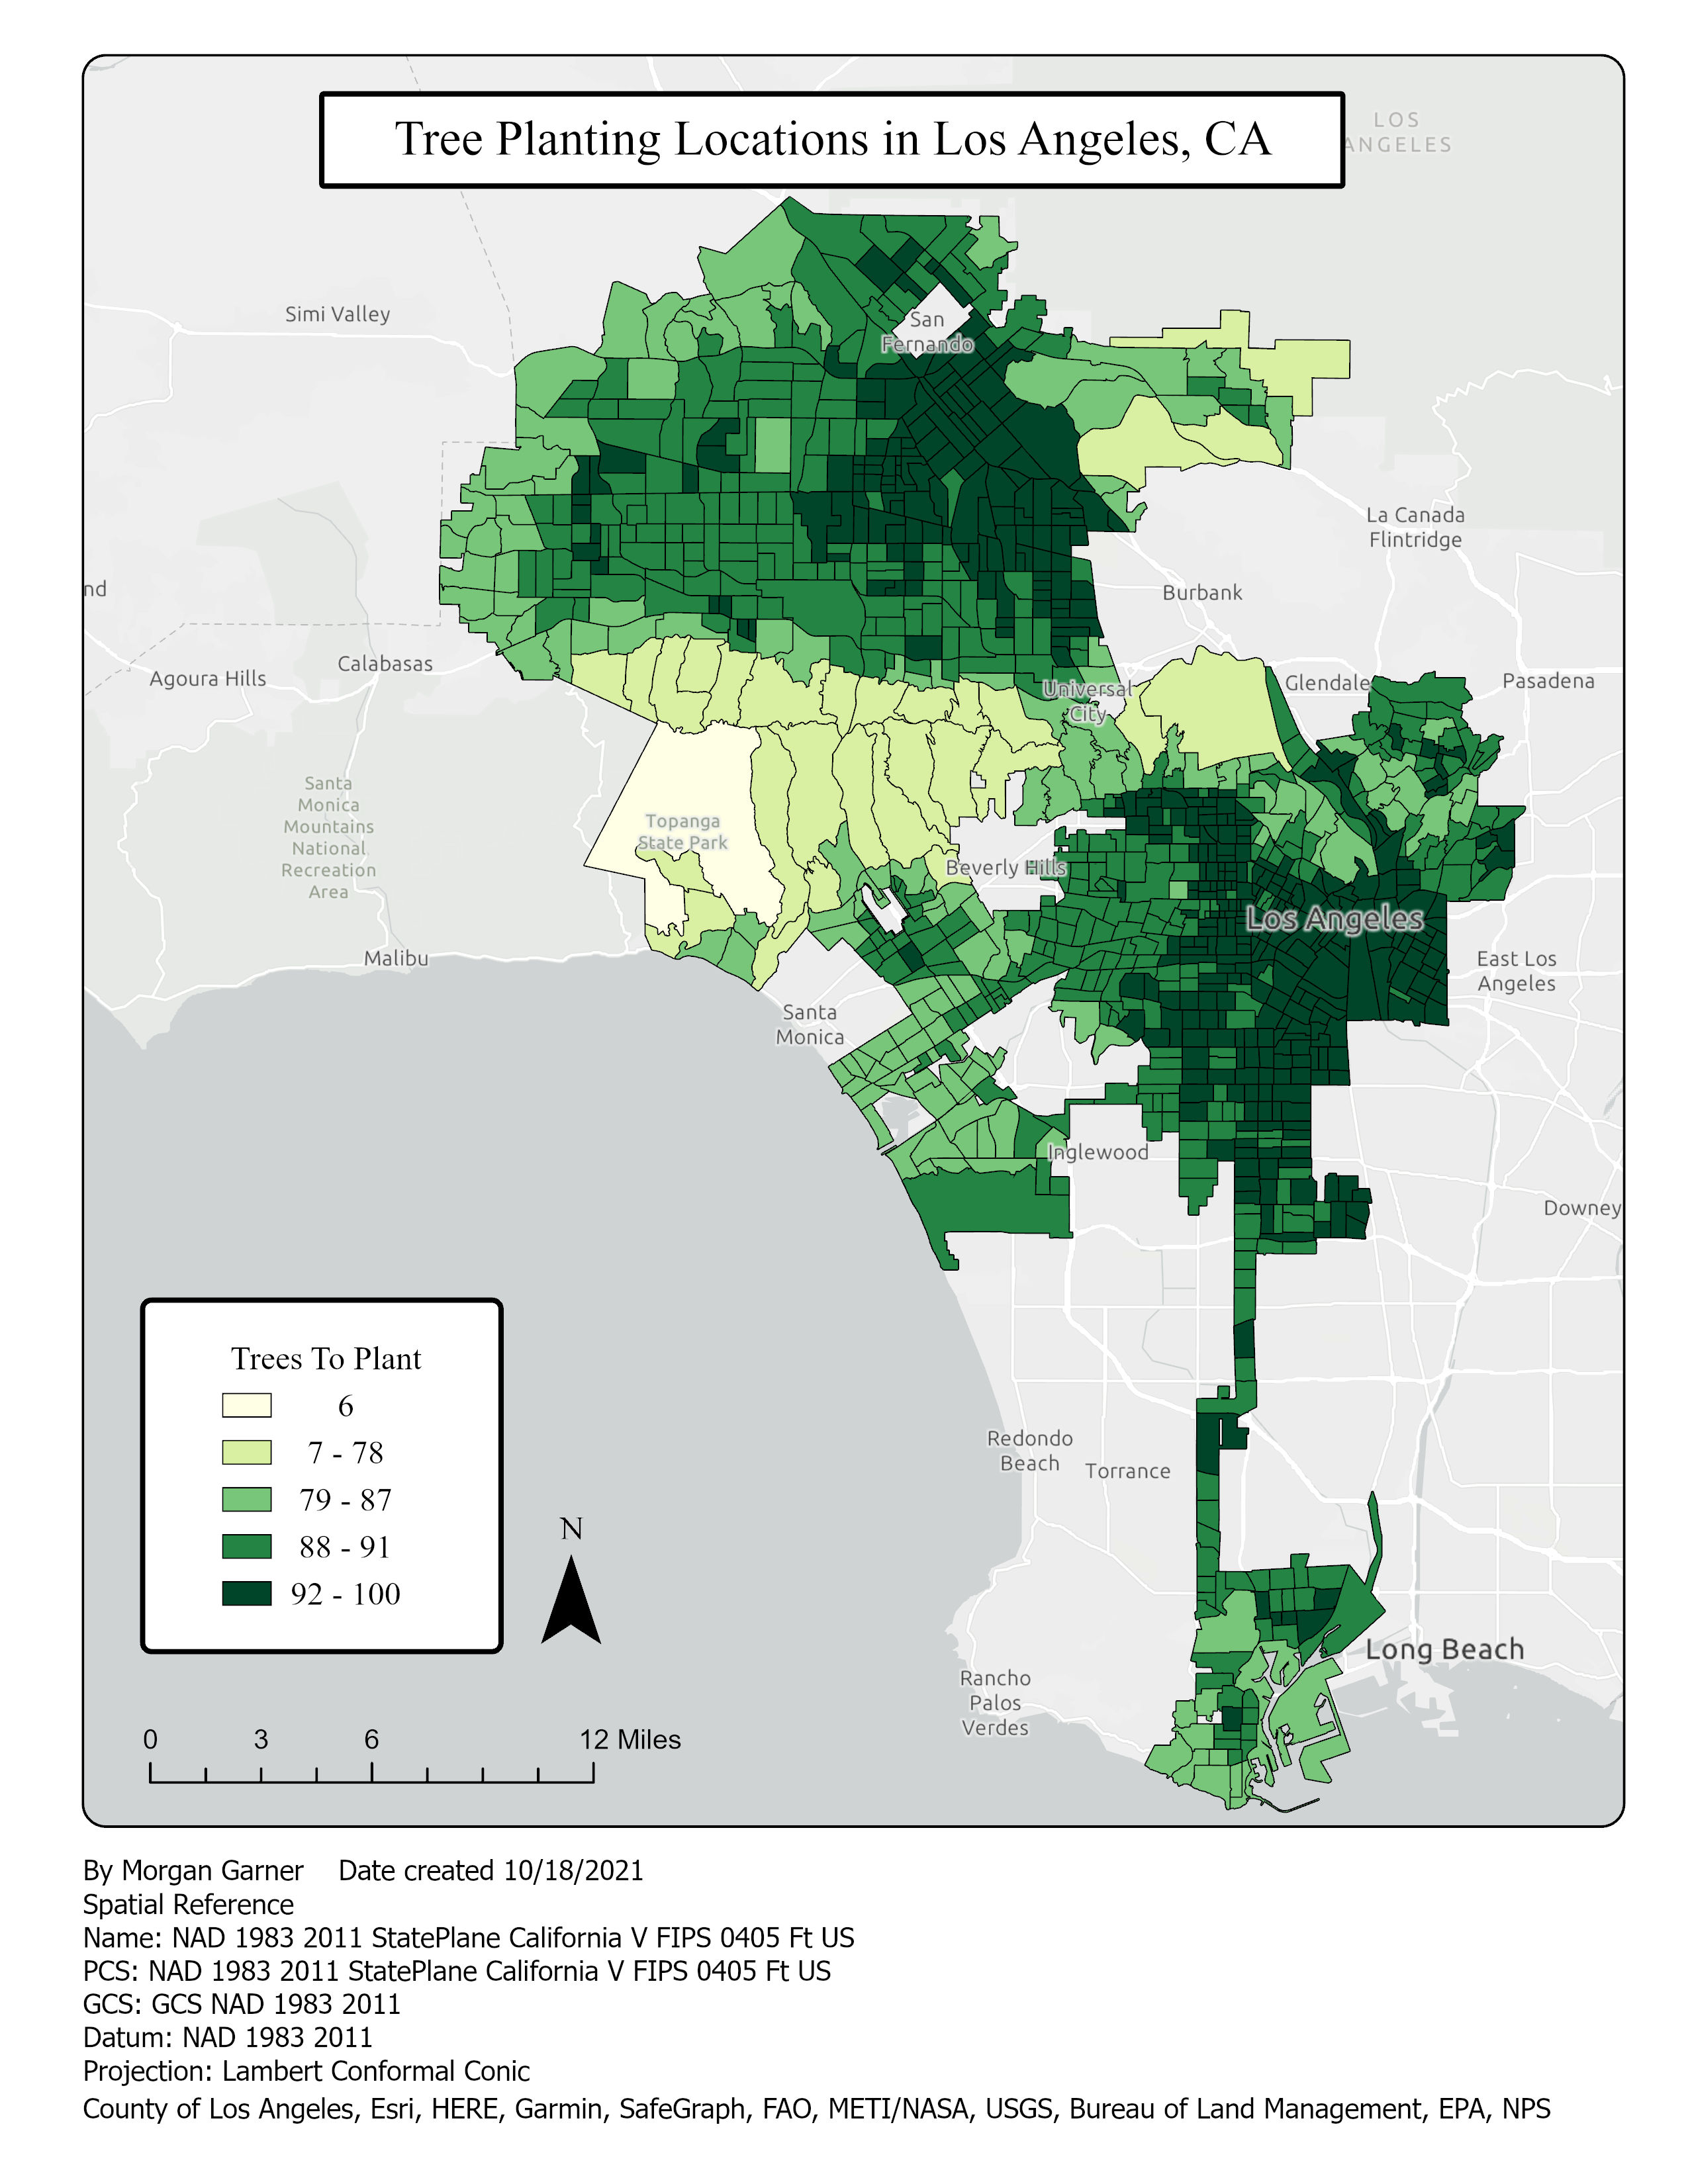 Tree Planting Locations in Los Angeles, CA
LOS
ANGELES
Simi Valley
San
Fernando
La Canada
Flintridge
nd
Burbank
Agoura Hills
Calabasas
Universal
City
Glendale
Pasadena
Santa
Monica
Mountains
National
Recreation
Area
Topanga
State Park
Beverly Hills
Los Angeles
Malibu
East Los
Angeles
Santa
Monica
Inglewood
Downey
Trees To Plant
6
7 - 78
79 - 87
88 - 91
92 - 100
N
Redondo
Beach
Torrance
Long Beach
Rancho
Palos
Verdes
0 3 6 12 Miles
By Morgan Garner Date created 10/18/2021
Spatial Reference
Name: NAD 1983 2011 StatePlane California V FIPS 0405 Ft US
PCS: NAD 1983 2011 StatePlane California V FIPS 0405 Ft US
GCS: GCS NAD 1983 2011
Datum: NAD 1983 2011
Projection: Lambert Conformal Conic
County of Los Angeles, Esri, HERE, Garmin, SafeGraph, FAO, METI/NASA, USGS, Bureau of Land Management, EPA, NPS